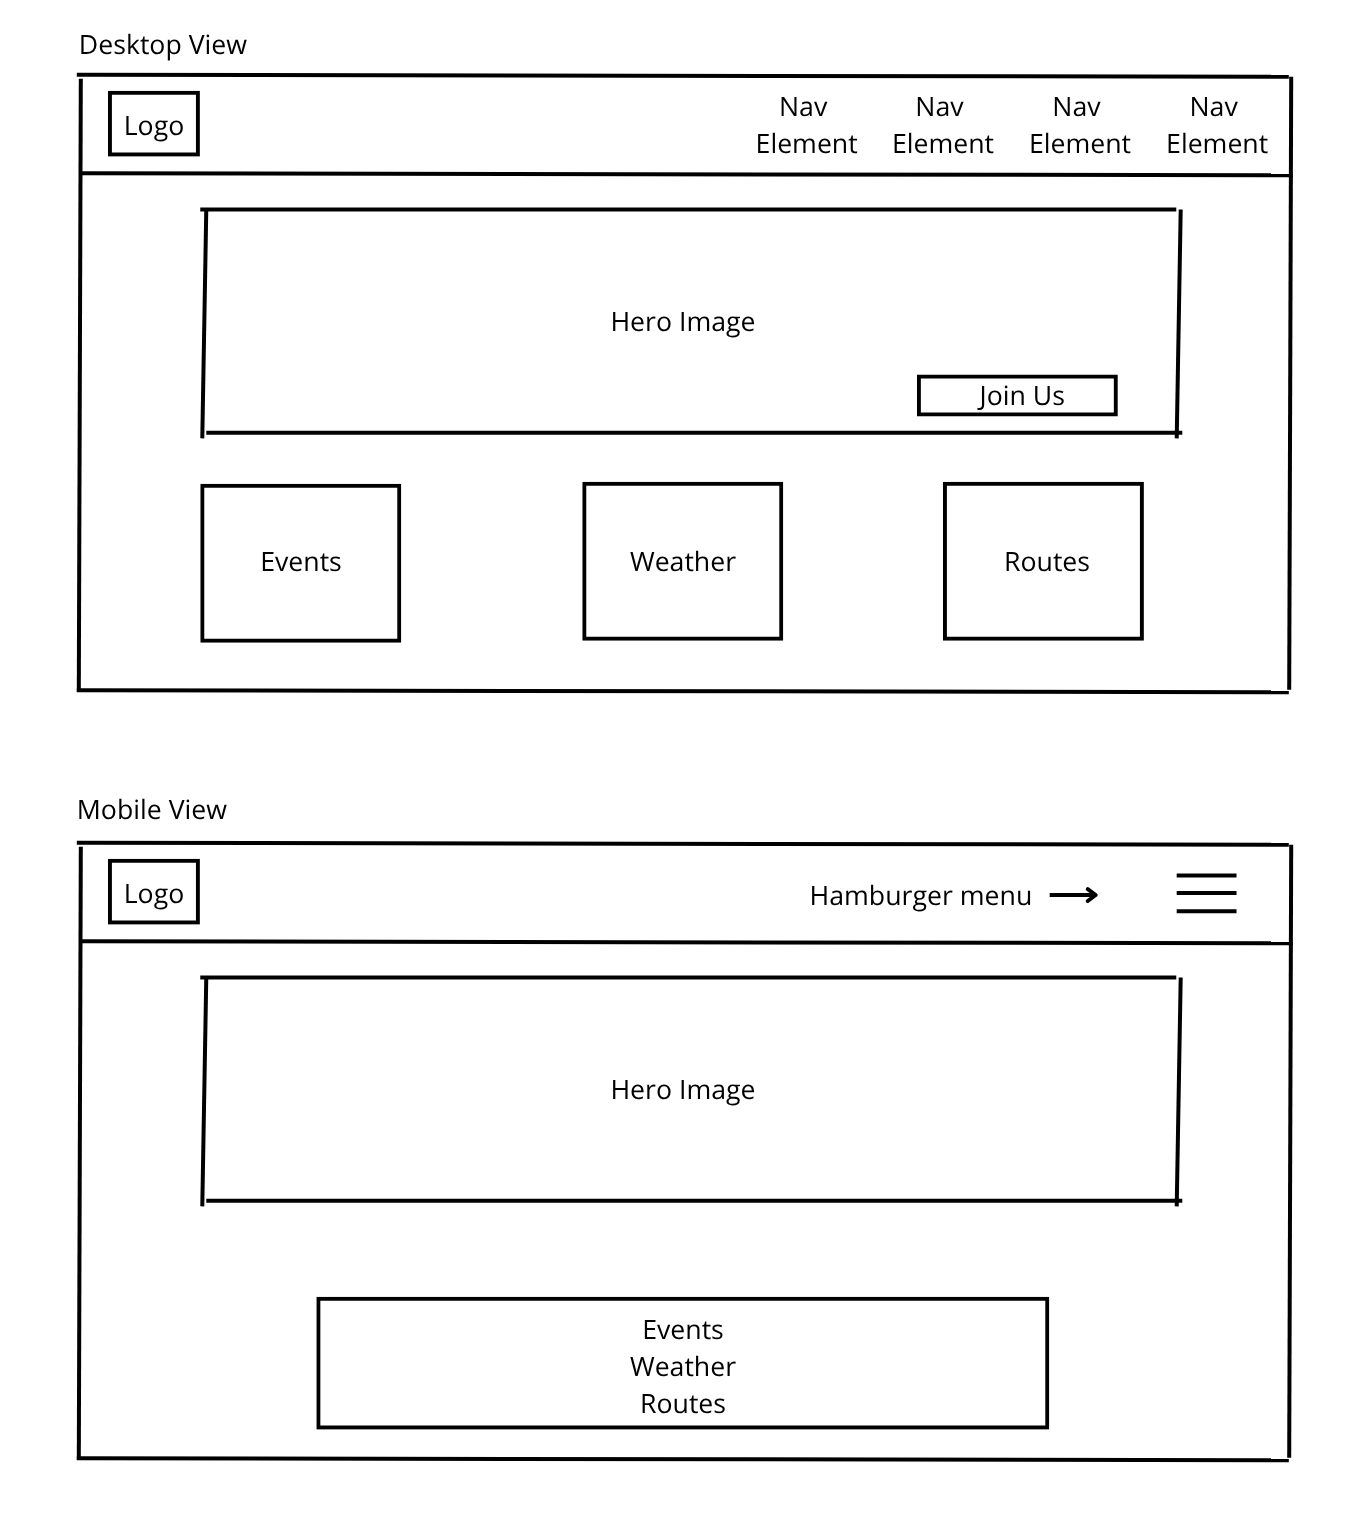 Desktop View
Logo
Nav Element
Nav Element
Nav Element
Nav Element
Hero Image
Join Us
Events
Weather
Routes
Mobile View
Logo
Hamburger menu
Hero Image
Events
Weather
Routes